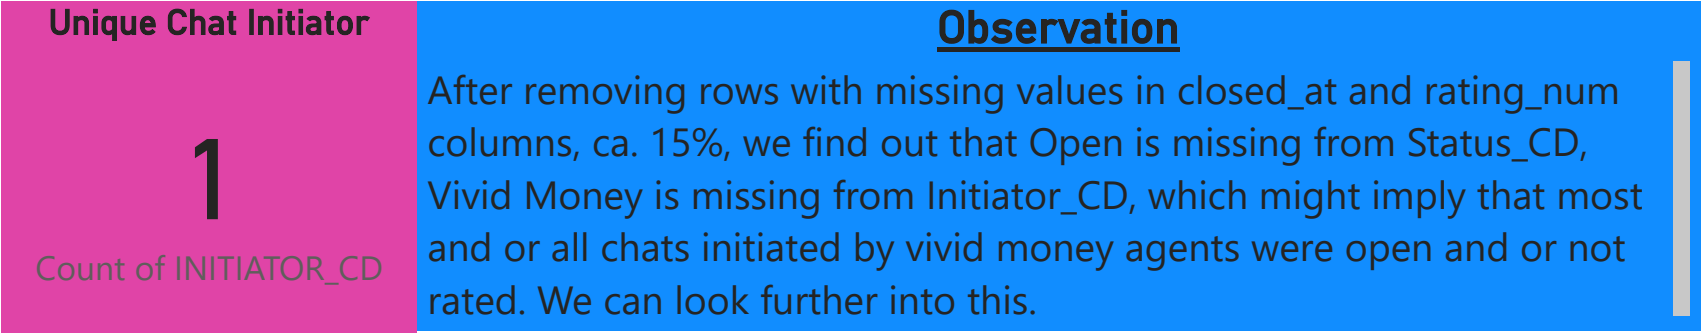 Unique Chat Initiator
1
Count of INITIATOR_CD
Observation
After removing rows with missing values in closed_at and rating_num
columns, ca. 15%, we find out that Open is missing from Status_CD,
Vivid Money is missing from Initiator_CD, which might imply that most
and or all chats initiated by vivid money agents were open and or not
rated. We can look further into this.